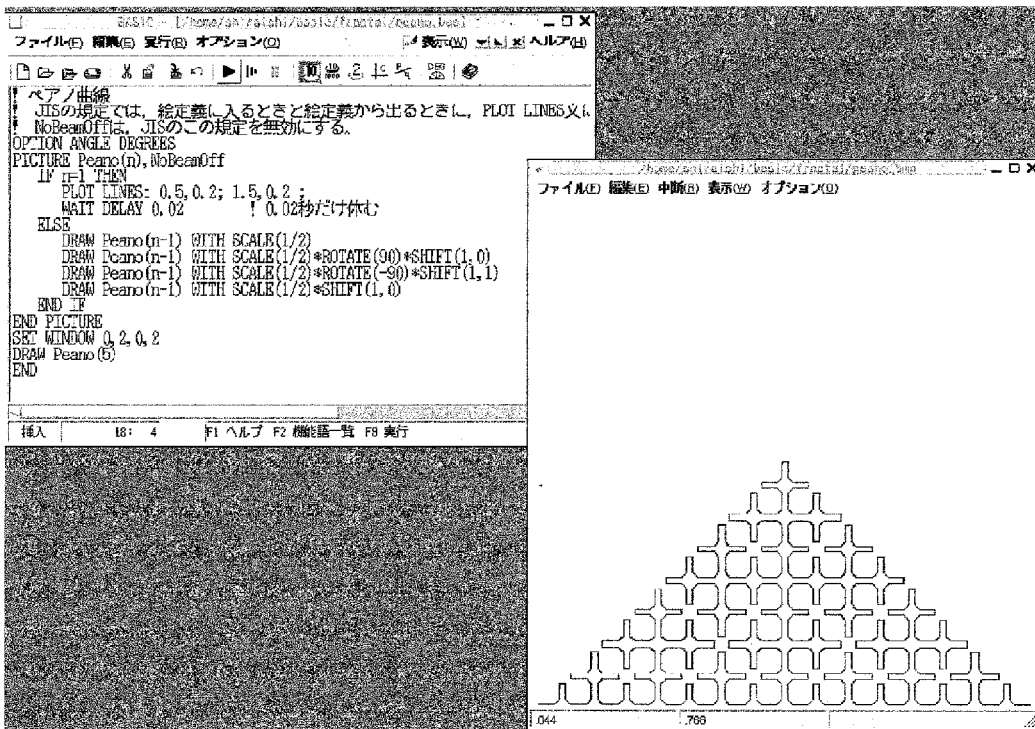 BASIC - [/home/shiraishi/basic/fractal/peano.bas]
ファイル(F) 編集(E) 実行(R) オプション(O) 表示(W) ヘルプ(H)
! ペアノ曲線
! JISの規定では，絵定義に入るときと絵定義から出るときに，PLOT LINES又に
! NoBeamOffは，JISのこの規定を無効にする。
OPTION ANGLE DEGREES
PICTURE Peano(n),NoBeamOff
IF n=1 THEN
PLOT LINES: 0.5,0.2; 1.5,0.2 ;
WAIT DELAY 0.02 ! 0.02秒だけ休む
ELSE
DRAW Peano(n-1) WITH SCALE(1/2)
DRAW Peano(n-1) WITH SCALE(1/2)*ROTATE(90)*SHIFT(1,0)
DRAW Peano(n-1) WITH SCALE(1/2)*ROTATE(-90)*SHIFT(1,1)
DRAW Peano(n-1) WITH SCALE(1/2)*SHIFT(1,0)
END IF
END PICTURE
SET WINDOW 0,2,0,2
DRAW Peano(5)
END
挿入 18: 4 F1 ヘルプ F2 機能語一覧 F9 実行
/home/shiraishi/basic/fractal/peano.bmp
ファイル(F) 編集(E) 中断(B) 表示(W) オプション(O)
.044 .766